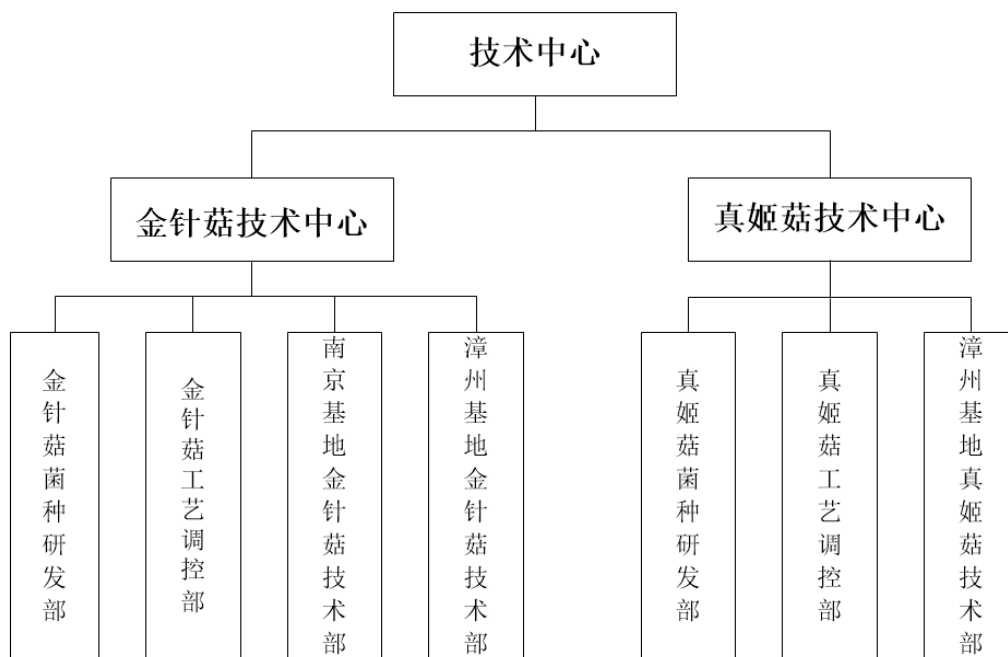 技术中心
金针菇技术中心
真姬菇技术中心
金针菇菌种研发部
金针菇工艺调控部
南京基地金针菇技术部
漳州基地金针菇技术部
真姬菇菌种研发部
真姬菇工艺调控部
漳州基地真姬菇技术部